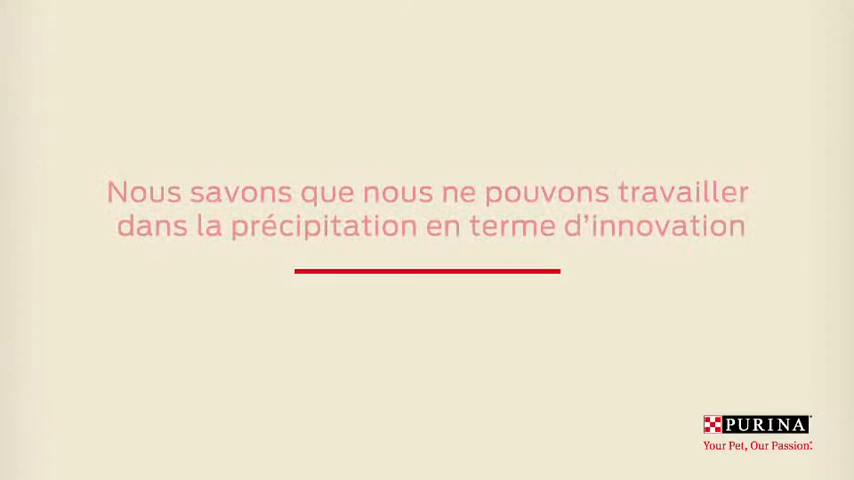 Nous savons que nous ne pouvons travailler
dans la précipitation en terme d'innovation
PURINA
Your Pet, Our Passion.